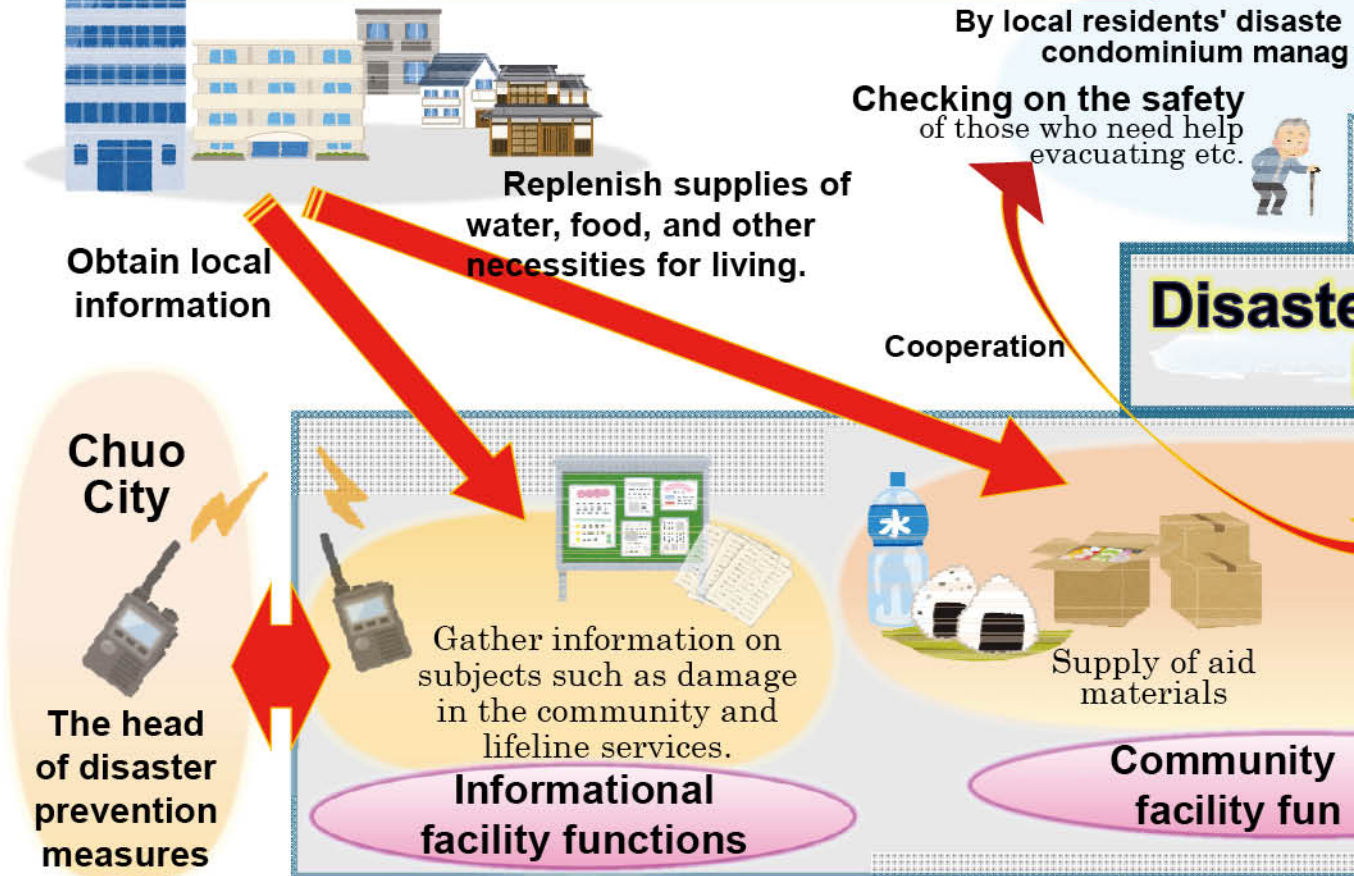 By local residents' disaste
condominium manag
Checking on the safety
of those who need help
evacuating etc.
Replenish supplies of
water, food, and other
necessities for living.
Obtain local
information
Cooperation
Disaste
Chuo
City
The head
of disaster
prevention
measures
水
Gather information on
subjects such as damage
in the community and
lifeline services.
Informational
facility functions
Supply of aid
materials
Community
facility fun